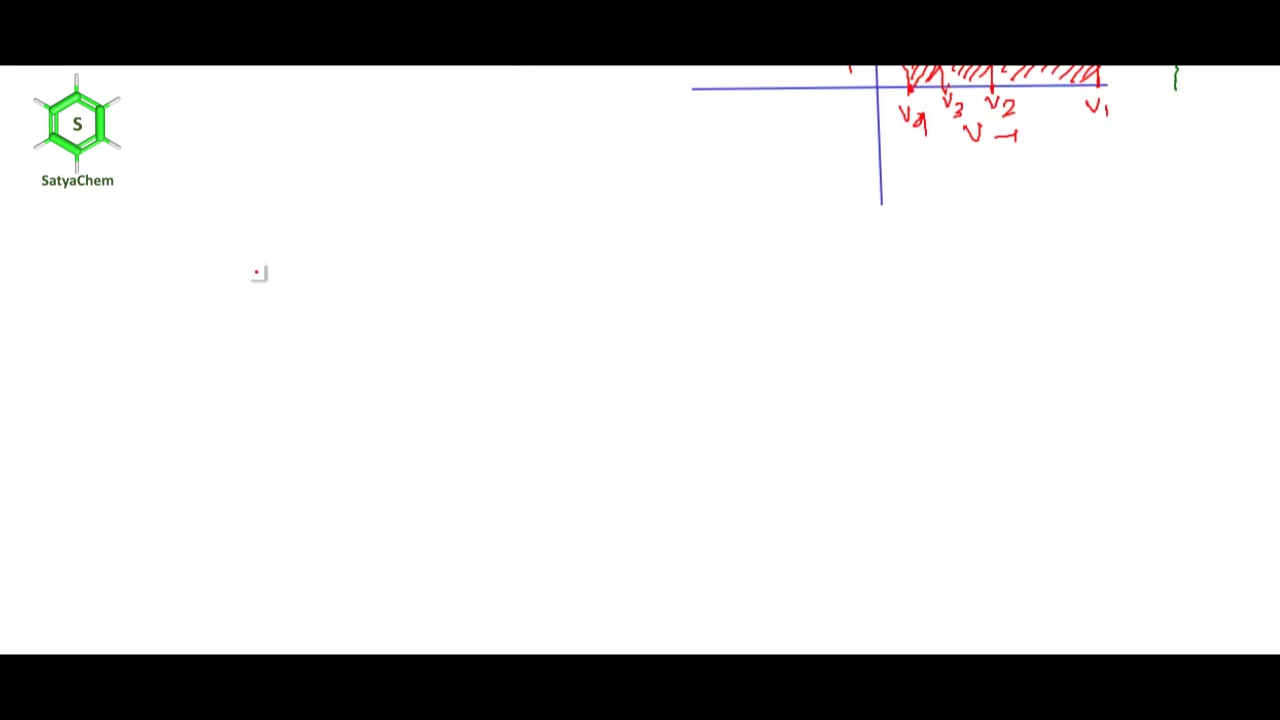 S
SatyaChem
V4 V3 V2 V1
V →